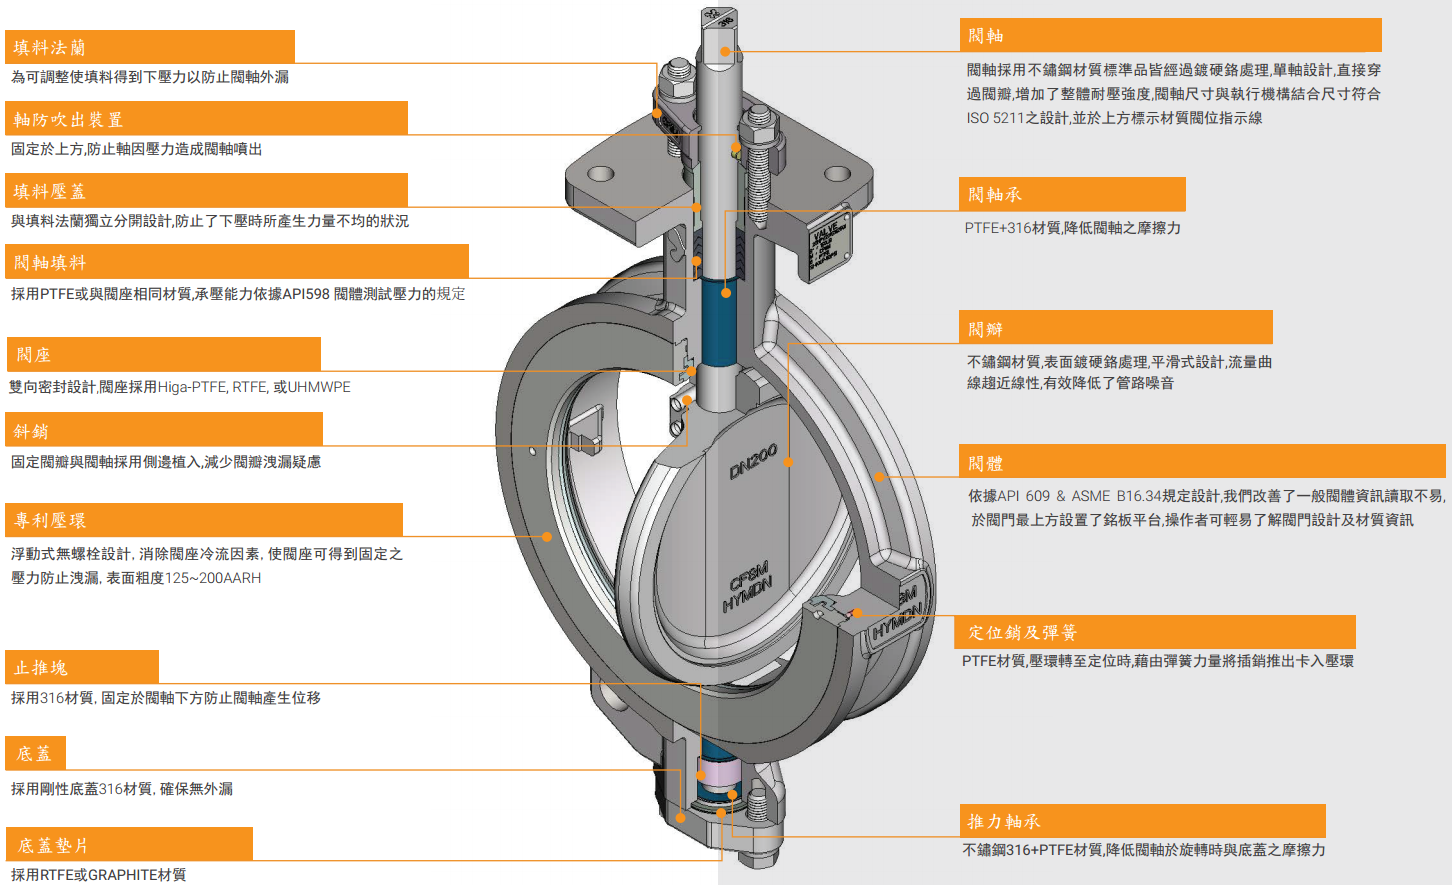 填料法蘭
為可調整使填料得到下壓力以防止閥軸外漏
軸防吹出裝置
固定於上方,防止軸因壓力造成閥軸噴出
填料壓蓋
與填料法蘭獨立分開設計,防止了下壓時所產生力量不均的狀況
閥軸填料
採用PTFE或與閥座相同材質,承壓能力依據API598 閥體測試壓力的規定
閥座
雙向密封設計,閥座採用Higa-PTFE, RTFE, 或UHMWPE
斜銷
固定閥瓣與閥軸採用側邊植入,減少閥瓣洩漏疑慮
專利壓環
浮動式無螺栓設計, 消除閥座冷流因素, 使閥座可得到固定之
壓力防止洩漏, 表面粗度125~200AARH
止推塊
採用316材質, 固定於閥軸下方防止閥軸產生位移
底蓋
採用剛性底蓋316材質, 確保無外漏
底蓋墊片
採用RTFE或GRAPHITE材質
316
VALVE
DN200
CF8M
HYMDN
8M
HYMDN
閥軸
閥軸採用不鏽鋼材質標準品皆經過鍍硬鉻處理,單軸設計,直接穿
過閥瓣,增加了整體耐壓強度,閥軸尺寸與執行機構結合尺寸符合
ISO 5211之設計,並於上方標示材質閥位指示線
閥軸承
PTFE+316材質,降低閥軸之摩擦力
閥瓣
不鏽鋼材質,表面鍍硬鉻處理,平滑式設計,流量曲
線趨近線性,有效降低了管路噪音
閥體
依據API 609 & ASME B16.34規定設計,我們改善了一般閥體資訊讀取不易,
於閥門最上方設置了銘板平台,操作者可輕易了解閥門設計及材質資訊
定位銷及彈簧
PTFE材質,壓環轉至定位時,藉由彈簧力量將插銷推出卡入壓環
推力軸承
不鏽鋼316+PTFE材質,降低閥軸於旋轉時與底蓋之摩擦力